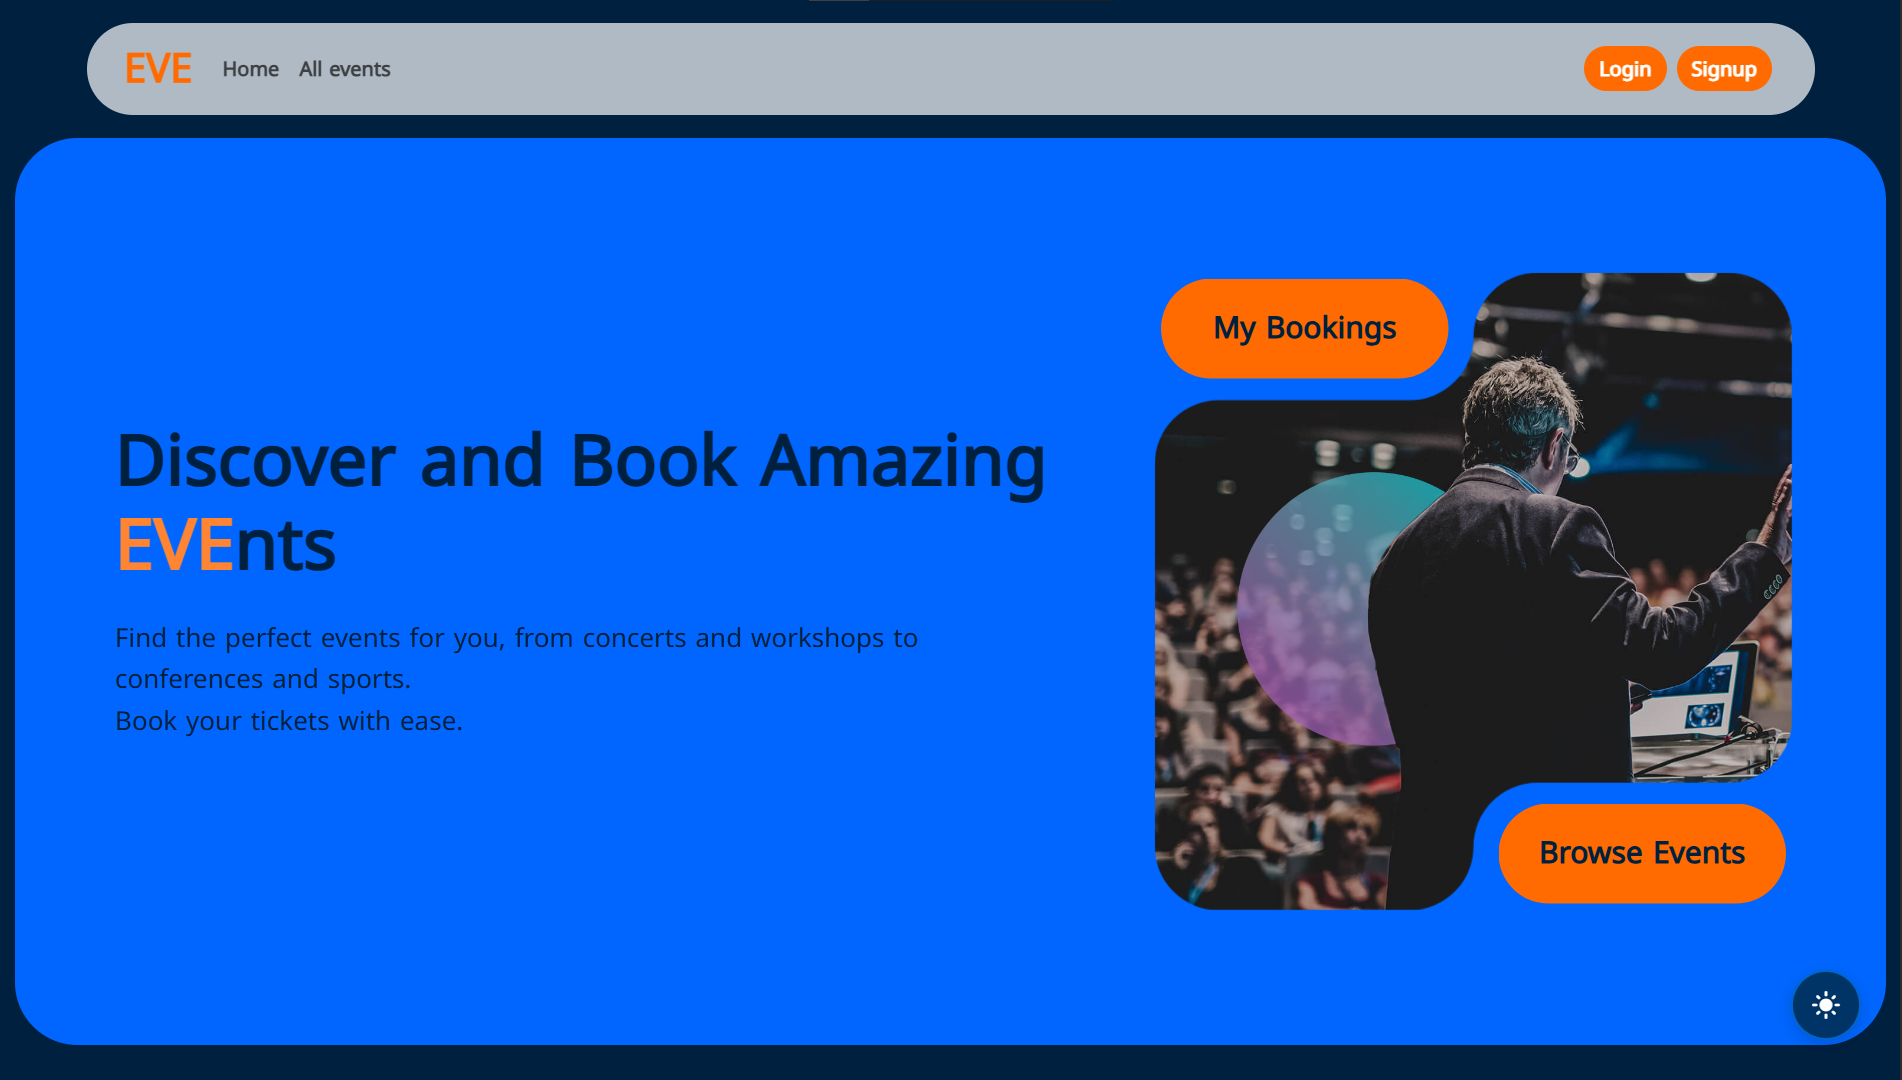 EVE
Home
All events
Login
Signup
My Bookings
Discover and Book Amazing
EVEnts
Find the perfect events for you, from concerts and workshops to
conferences and sports.
Book your tickets with ease.
Browse Events